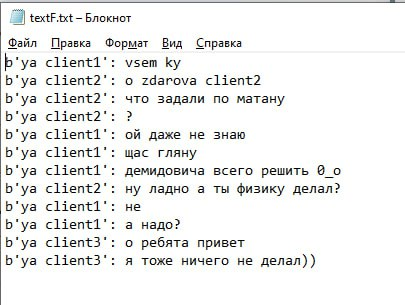 textF.txt – Блокнот
Файл Правка Формат Вид Справка
b'ya client1': vsem ky
b'ya client2': o zdarova client2
b'ya client2': что задали по матану
b'ya client2': ?
b'ya client1': ой даже не знаю
b'ya client1': щас гляну
b'ya client1': демидовича всего решить 0_о
b'ya client2': ну ладно а ты физику делал?
b'ya client1': не
b'ya client1': а надо?
b'ya client3': о ребята привет
b'ya client3': я тоже ничего не делал))